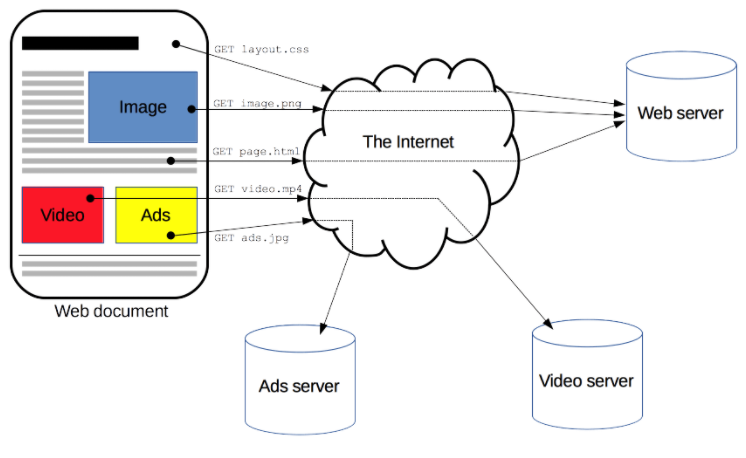 GET layout.css
Image
GET image.png
The Internet
Web server
GET page.html
Video
Ads
GET video.mp4
GET ads.jpg
Web document
Ads server
Video server